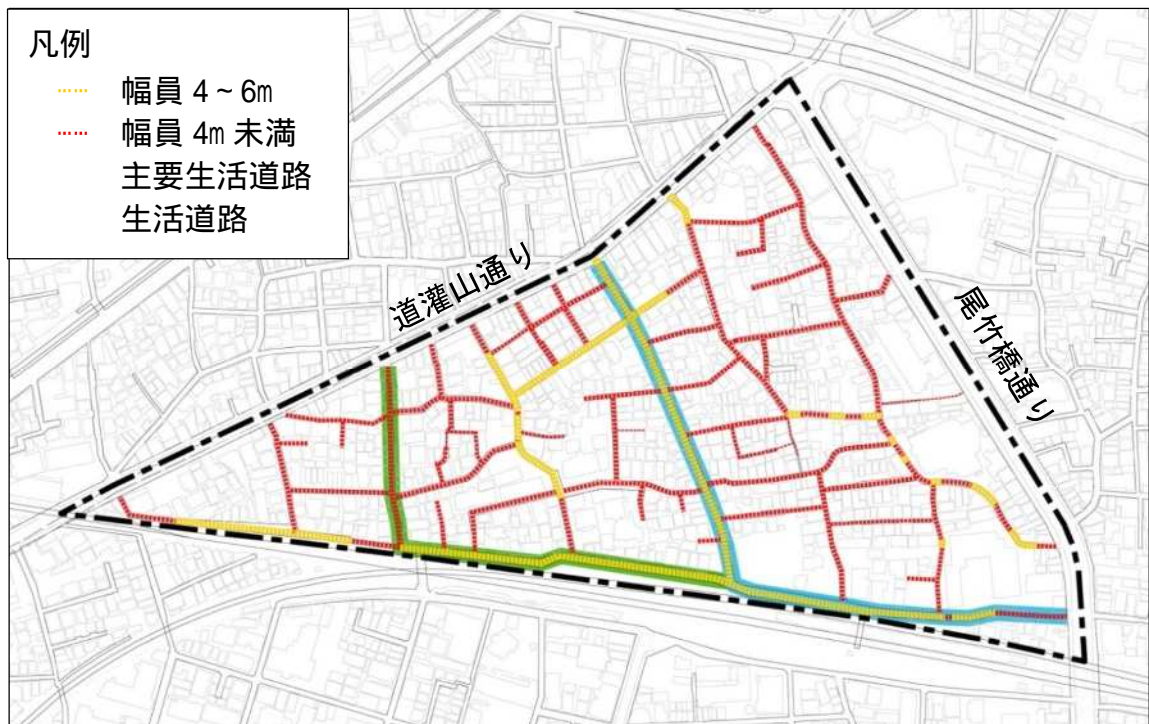 凡例
幅員 4~6m
幅員 4m 未満
主要生活道路
生活道路
道灌山通り
尾竹橋通り